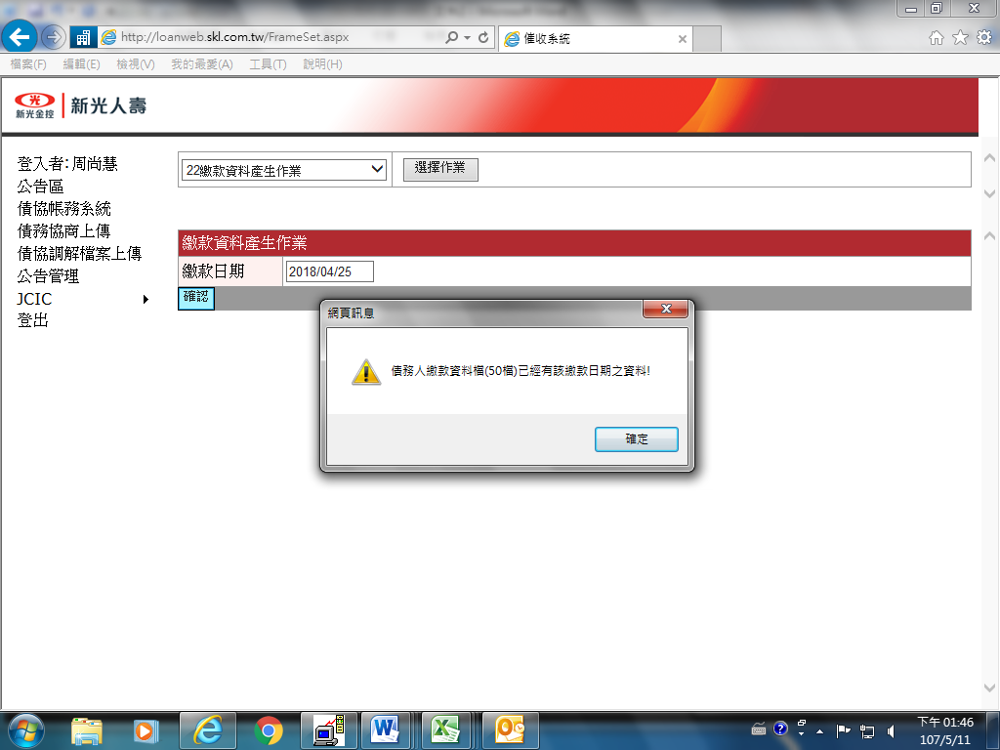 http://loanweb.skl.com.tw/FrameSet.aspx
催收系統
檔案(F) 編輯(E) 檢視(V) 我的最愛(A) 工具(T) 說明(H)
新光金控 新光人壽
登入者: 周尚慧
公告區
債協帳務系統
債務協商上傳
債協調解檔案上傳
公告管理
JCIC
登出
22繳款資料產生作業 選擇作業
繳款資料產生作業
繳款日期 2018/04/25
確認
網頁訊息
債務人繳款資料檔(50檔)已經有該繳款日期之資料!
確定
下午 01:46
107/5/11